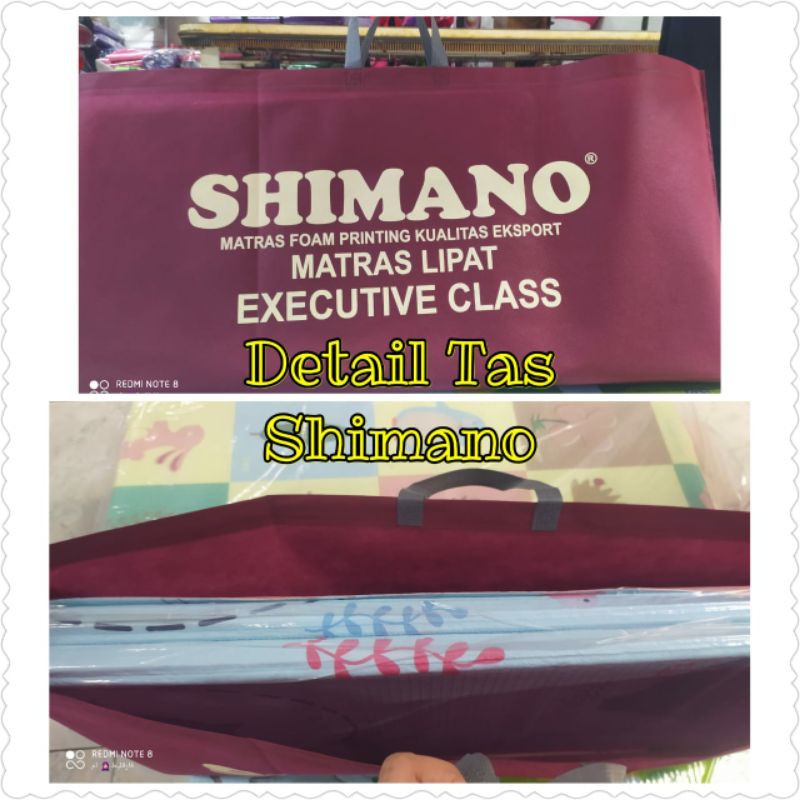 SHIMANO®
MATRAS FOAM PRINTING KUALITAS EKSPORT
MATRAS LIPAT
EXECUTIVE CLASS
Detail Tas
REDMI NOTE 8
Shimano
REDMI NOTE 8